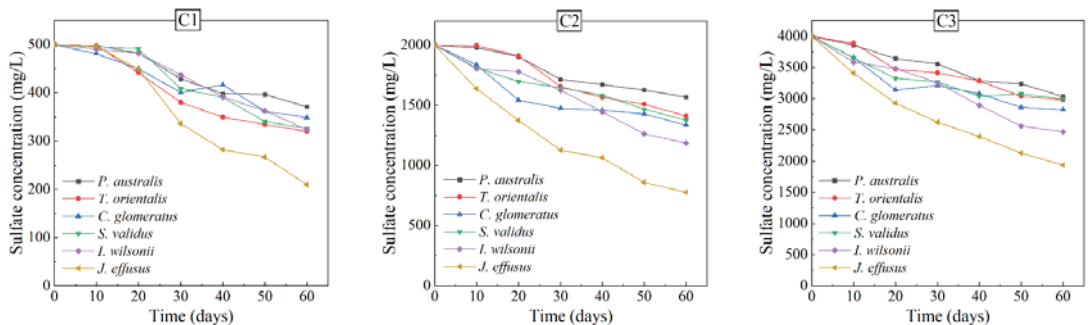 C1
Sulfate concentration (mg/L)
500
400
300
200
100
0
P. australis
T. orientalis
C. glomeratus
S. validus
I. wilsonii
J. effusus
0 10 20 30 40 50 60
Time (days)
C2
Sulfate concentration (mg/L)
2000
1500
1000
500
0
P. australis
T. orientalis
C. glomeratus
S. validus
I. wilsonii
J. effusus
0 10 20 30 40 50 60
Time (days)
C3
Sulfate concentration (mg/L)
4000
3500
3000
2500
2000
1500
1000
500
0
P. australis
T. orientalis
C. glomeratus
S. validus
I. wilsonii
J. effusus
0 10 20 30 40 50 60
Time (days)